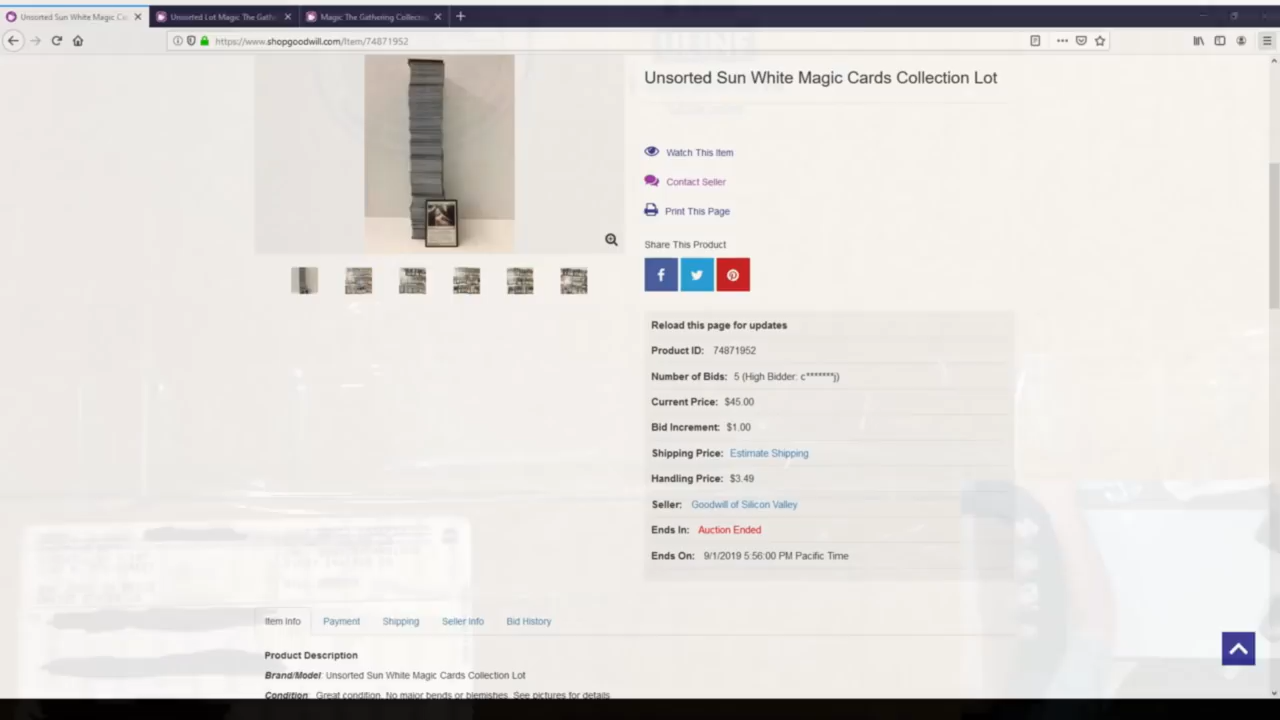 Unsorted Sun White Magic Ca
Unsorted Lot Magic The Gath
Magic The Gathering Collecto
https://www.shopgoodwill.com/Item/74871952
Unsorted Sun White Magic Cards Collection Lot
Watch This Item
Contact Seller
Print This Page
Share This Product
Reload this page for updates
Product ID: 74871952
Number of Bids: 5 (High Bidder: c*******j)
Current Price: $45.00
Bid Increment: $1.00
Shipping Price: Estimate Shipping
Handling Price: $3.49
Seller: Goodwill of Silicon Valley
Ends In: Auction Ended
Ends On: 9/1/2019 5:56:00 PM Pacific Time
Item Info Payment Shipping Seller Info Bid History
Product Description
Brand/Model: Unsorted Sun White Magic Cards Collection Lot
Condition: Great condition. No major bends or blemishes. See pictures for details